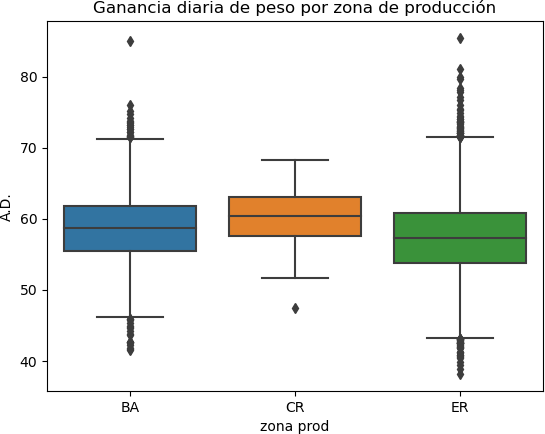 Ganancia diaria de peso por zona de producción
A.D.
80
70
60
50
40
BA CR ER
zona prod